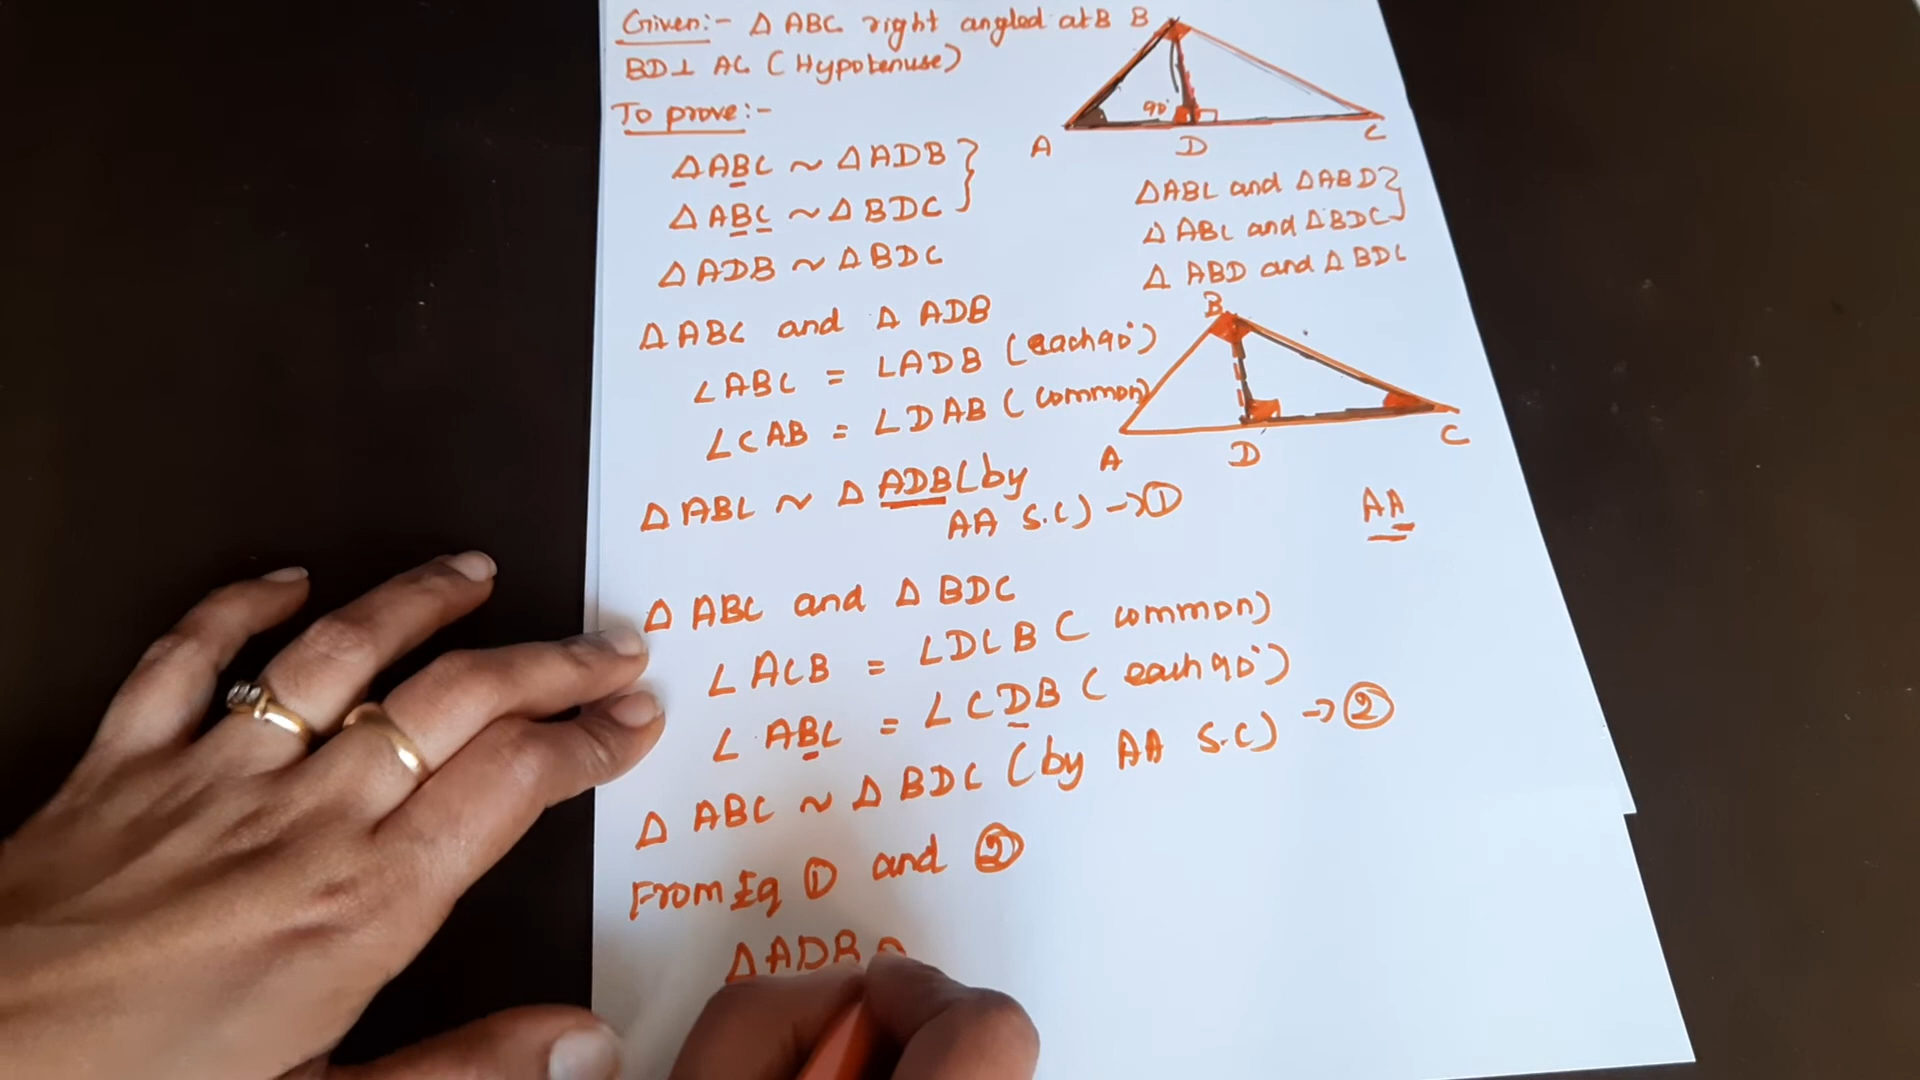 Given:- △ ABC right angled at B
BD⊥ AC (Hypotenuse)
To prove:-
△ABC ~ △ADB
△ABC ~ △BDC
△ADB ~ △BDC
B
90°
A
D
C
△ABC and △ABD
△ ABC and △BDC
△ ABD and △ BDC
△ABC and △ ADB
∠ABC = ∠ADB (each 90°)
∠CAB = ∠DAB (common)
△ABC ~ △ ADB (by
AA S.C) → ①
B
A
D
C
AA
△ ABC and △ BDC
∠ACB = ∠DCB (common)
∠ABC = ∠CDB (each 90°)
△ ABC ~ △ BDC (by AA S.C) → ②
From Eq ① and ②
△ADB